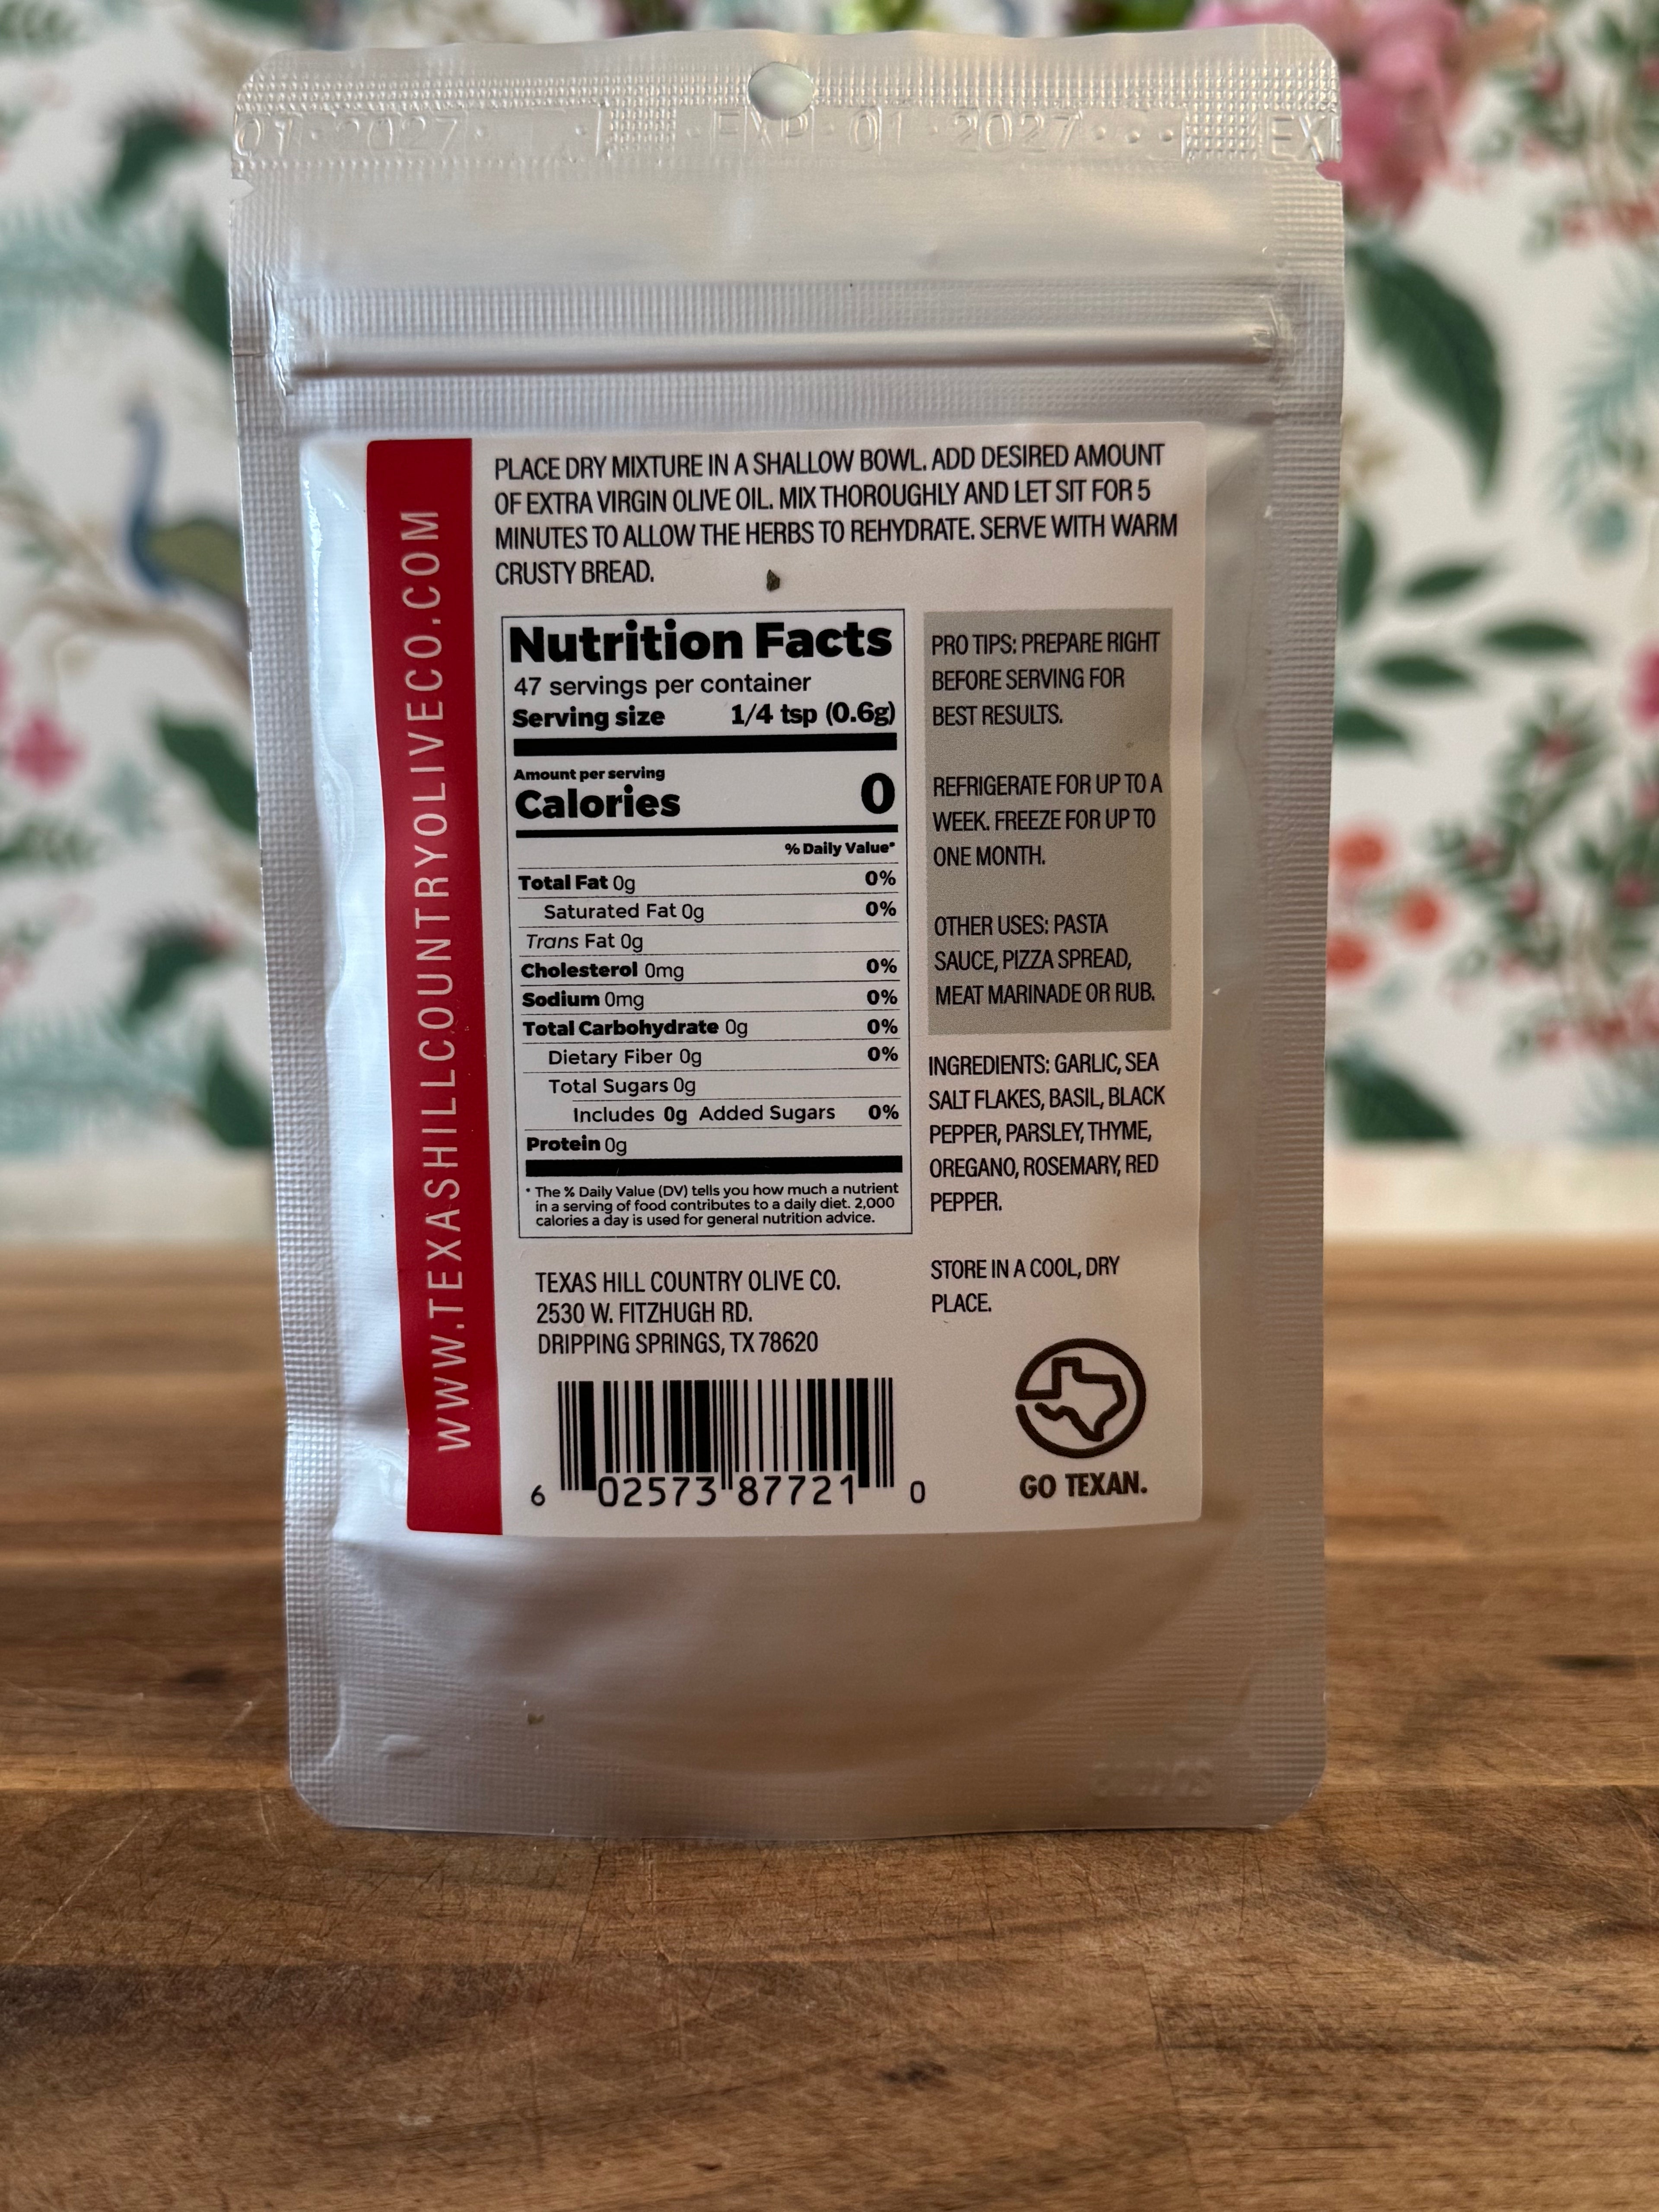 01 · 2027 · EXP · 01 · 2027 · EX
PLACE DRY MIXTURE IN A SHALLOW BOWL. ADD DESIRED AMOUNT
OF EXTRA VIRGIN OLIVE OIL. MIX THOROUGHLY AND LET SIT FOR 5
MINUTES TO ALLOW THE HERBS TO REHYDRATE. SERVE WITH WARM
CRUSTY BREAD.
WWW.TEXASHILLCOUNTRYOLIVECO.COM
Nutrition Facts
47 servings per container
Serving size 1/4 tsp (0.6g)
Amount per serving
Calories 0
% Daily Value*
Total Fat 0g 0%
Saturated Fat 0g 0%
Trans Fat 0g
Cholesterol 0mg 0%
Sodium 0mg 0%
Total Carbohydrate 0g 0%
Dietary Fiber 0g 0%
Total Sugars 0g
Includes 0g Added Sugars 0%
Protein 0g
* The % Daily Value (DV) tells you how much a nutrient
in a serving of food contributes to a daily diet. 2,000
calories a day is used for general nutrition advice.
PRO TIPS: PREPARE RIGHT
BEFORE SERVING FOR
BEST RESULTS.
REFRIGERATE FOR UP TO A
WEEK. FREEZE FOR UP TO
ONE MONTH.
OTHER USES: PASTA
SAUCE, PIZZA SPREAD,
MEAT MARINADE OR RUB.
INGREDIENTS: GARLIC, SEA
SALT FLAKES, BASIL, BLACK
PEPPER, PARSLEY, THYME,
OREGANO, ROSEMARY, RED
PEPPER.
STORE IN A COOL, DRY
PLACE.
TEXAS HILL COUNTRY OLIVE CO.
2530 W. FITZHUGH RD.
DRIPPING SPRINGS, TX 78620
6 02573 87721 0
GO TEXAN.